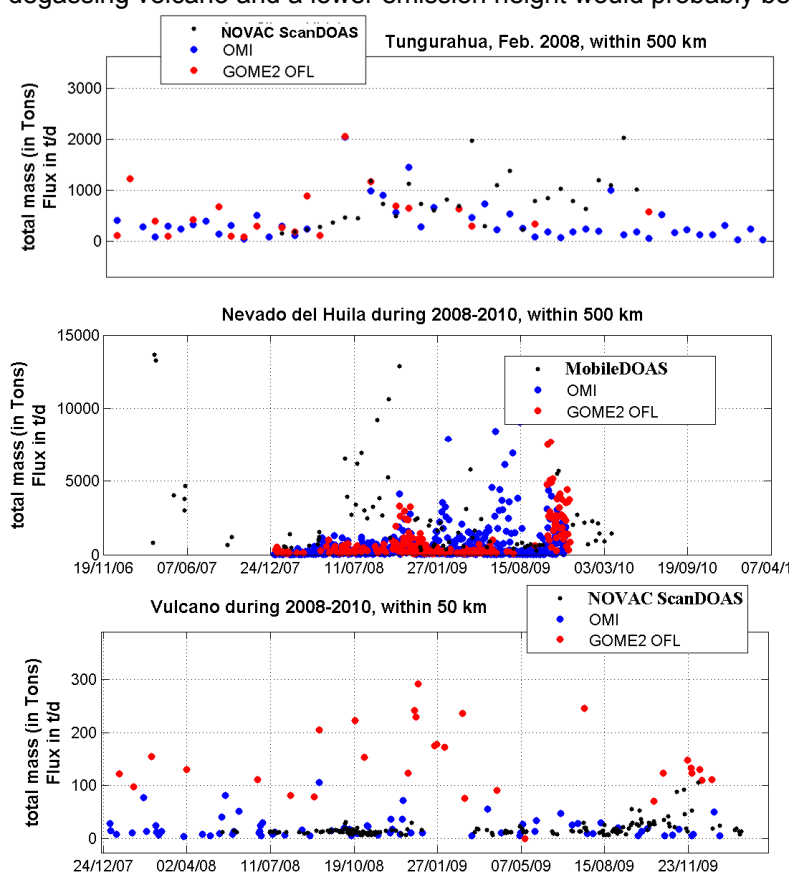 degassing volcano and a lower emission height would probably be
NOVAC ScanDOAS
OMI
GOME2 OFL
Tungurahua, Feb. 2008, within 500 km
total mass (in Tons)
Flux in t/d
3000
2000
1000
0
Nevado del Huila during 2008-2010, within 500 km
MobileDOAS
OMI
GOME2 OFL
total mass (in Tons)
Flux in t/d
15000
10000
5000
0
19/11/06 07/06/07 24/12/07 11/07/08 27/01/09 15/08/09 03/03/10 19/09/10 07/04/1
Vulcano during 2008-2010, within 50 km
NOVAC ScanDOAS
OMI
GOME2 OFL
total mass (in Tons)
Flux in t/d
300
200
100
0
24/12/07 02/04/08 11/07/08 19/10/08 27/01/09 07/05/09 15/08/09 23/11/09